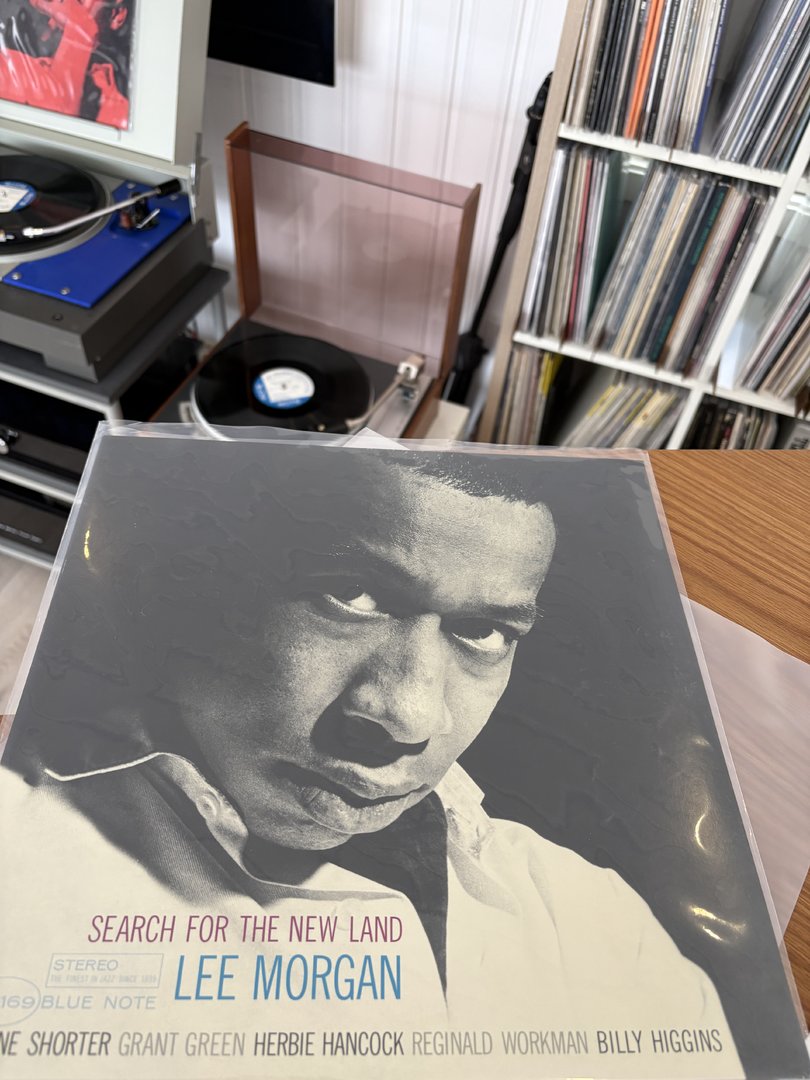 SEARCH FOR THE NEW LAND
STEREO
THE FINEST IN JAZZ SINCE 1939
LEE MORGAN
169 BLUE NOTE
NE SHORTER GRANT GREEN HERBIE HANCOCK REGINALD WORKMAN BILLY HIGGINS